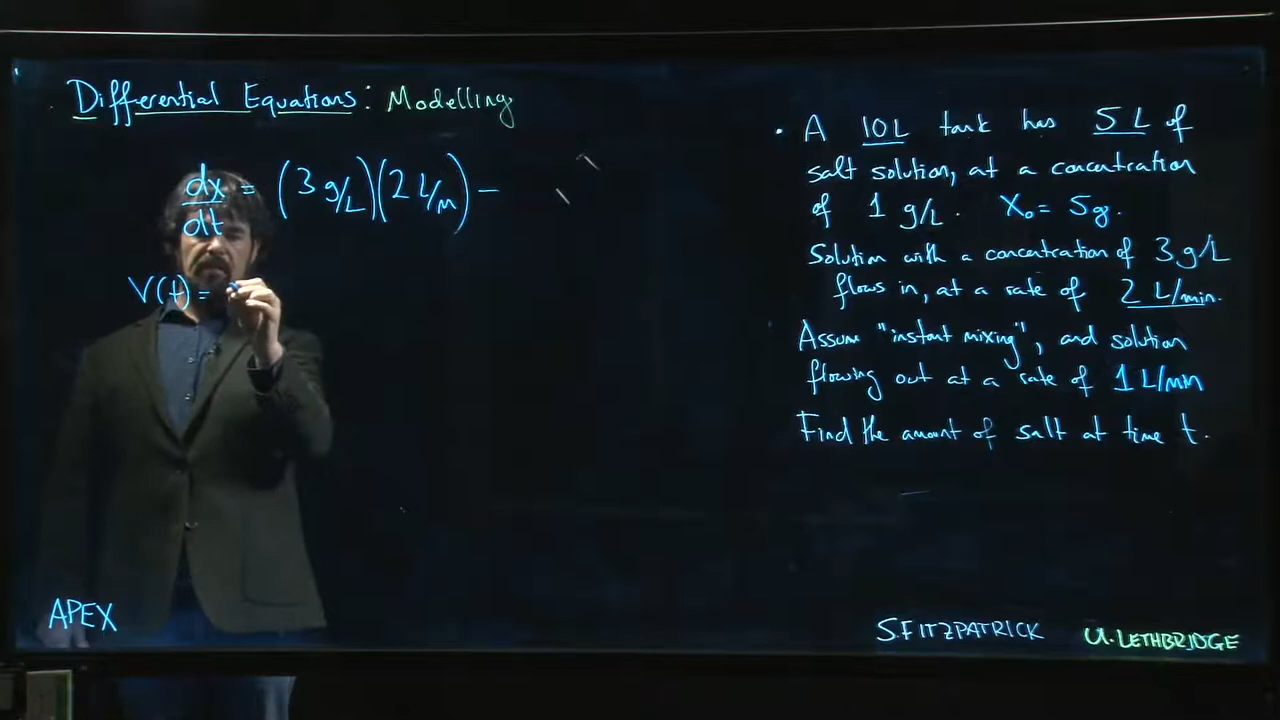 Differential Equations: Modelling
dx/dt = (3 g/L)(2 L/m) −
V(t) =
• A 10L tank has 5 L of
salt solution, at a concentration
of 1 g/L. X₀ = 5g.
Solution with a concentration of 3 g/L
flows in, at a rate of 2 L/min.
Assume "instant mixing", and solution
flowing out at a rate of 1 L/min
Find the amount of salt at time t.
APEX
S.FITZPATRICK
U.LETHBRIDGE